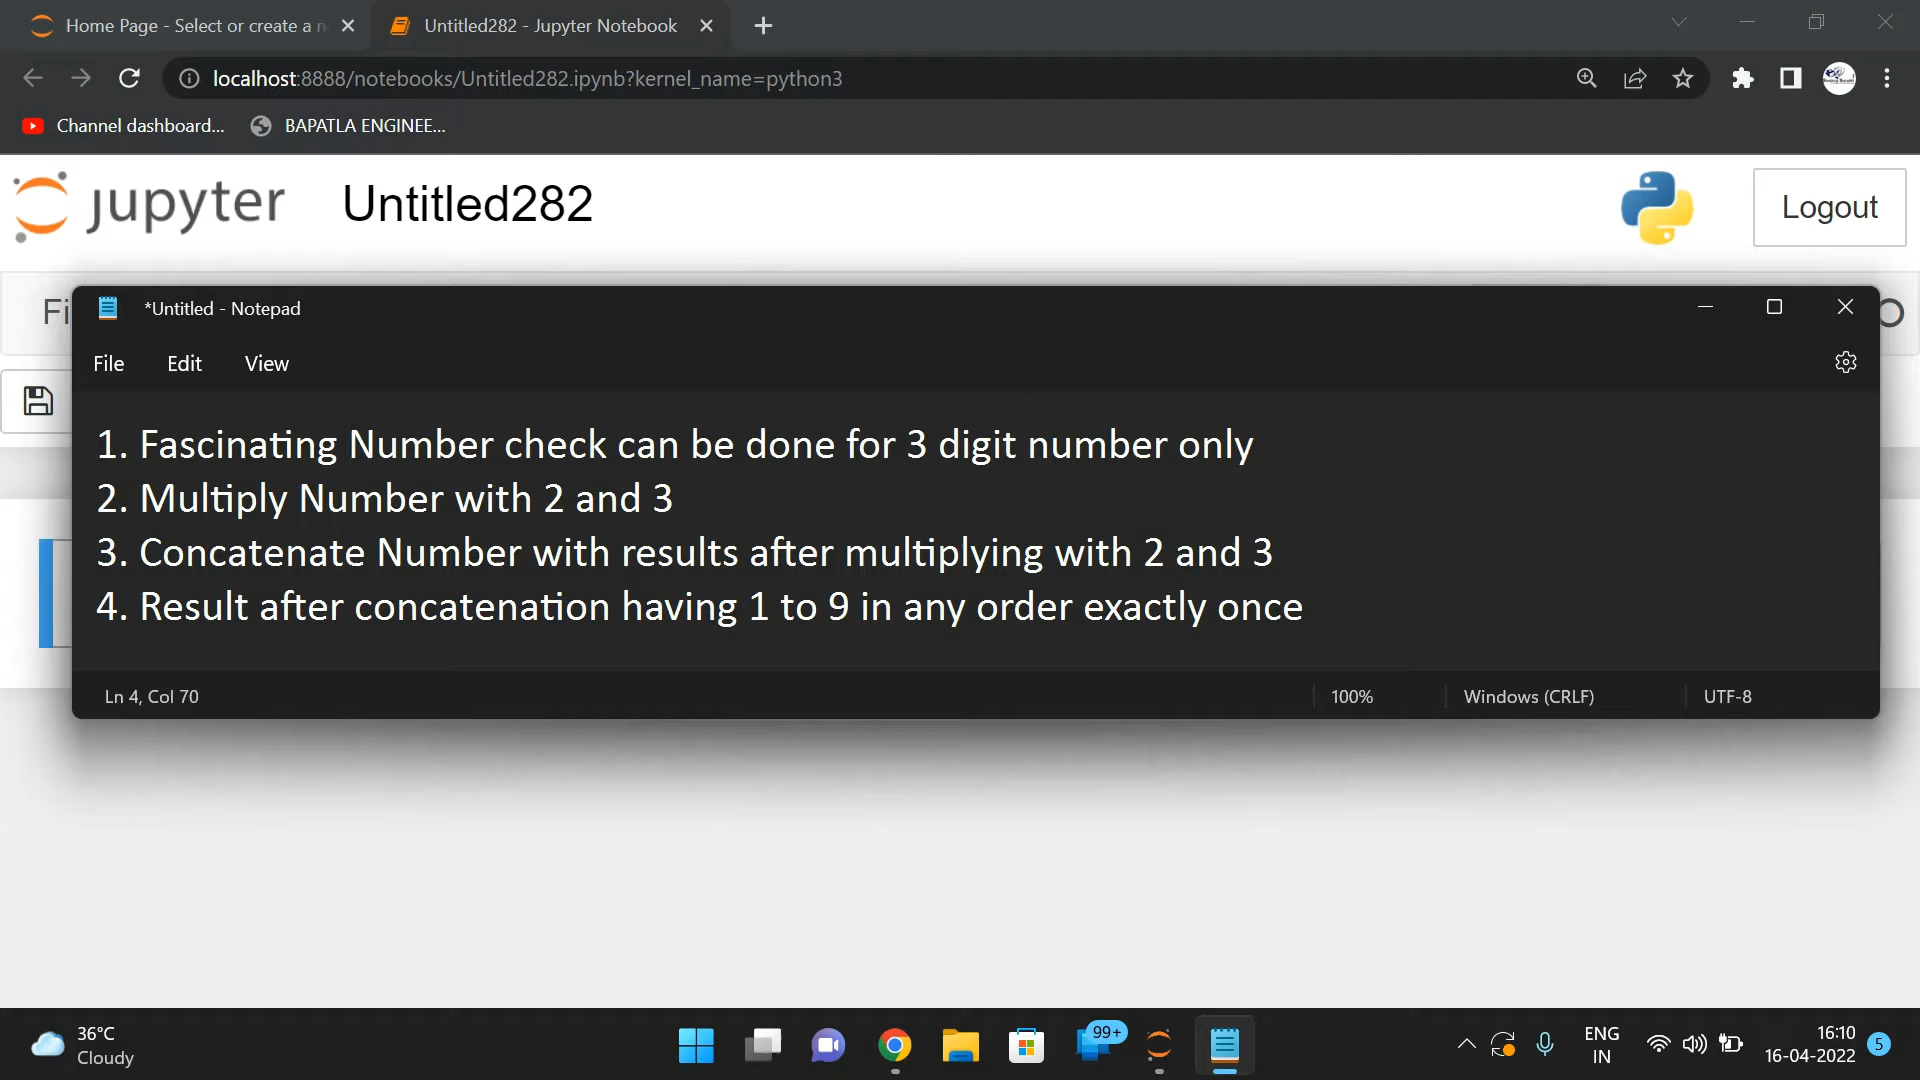 Home Page - Select or create a n
Untitled282 - Jupyter Notebook
localhost:8888/notebooks/Untitled282.ipynb?kernel_name=python3
Channel dashboard...
BAPATLA ENGINEE...
jupyter
Untitled282
Logout
Fi
*Untitled - Notepad
File
Edit
View
1. Fascinating Number check can be done for 3 digit number only
2. Multiply Number with 2 and 3
3. Concatenate Number with results after multiplying with 2 and 3
4. Result after concatenation having 1 to 9 in any order exactly once
Ln 4, Col 70
100%
Windows (CRLF)
UTF-8
36°C
Cloudy
99+
ENG
IN
16:10
16-04-2022
5